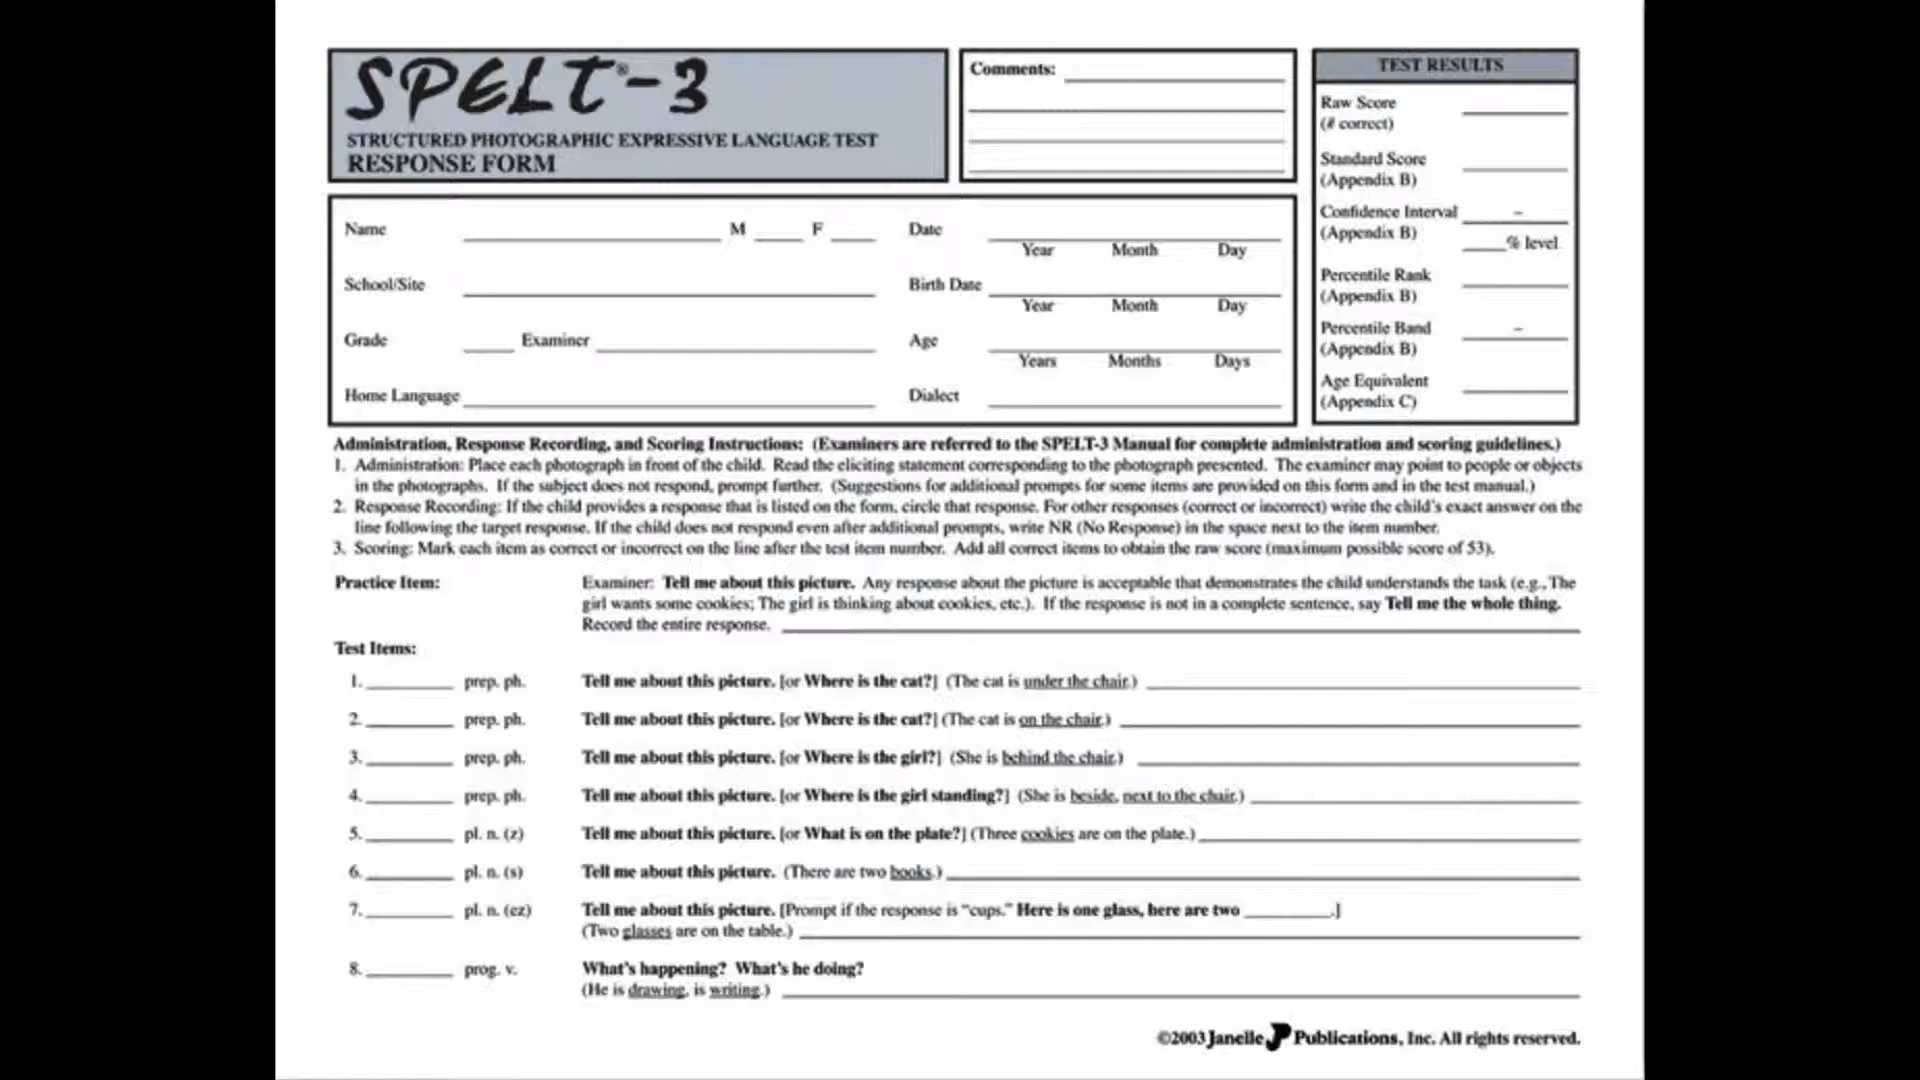 SPELT®-3
STRUCTURED PHOTOGRAPHIC EXPRESSIVE LANGUAGE TEST
RESPONSE FORM
Comments:
TEST RESULTS
Raw Score
(# correct)
Standard Score
(Appendix B)
Confidence Interval –
(Appendix B) ____% level
Percentile Rank
(Appendix B)
Percentile Band –
(Appendix B)
Age Equivalent
(Appendix C)
Name M F Date
Year Month Day
School/Site Birth Date
Year Month Day
Grade Examiner Age
Years Months Days
Home Language Dialect
Administration, Response Recording, and Scoring Instructions: (Examiners are referred to the SPELT-3 Manual for complete administration and scoring guidelines.)
1. Administration: Place each photograph in front of the child. Read the eliciting statement corresponding to the photograph presented. The examiner may point to people or objects
in the photographs. If the subject does not respond, prompt further. (Suggestions for additional prompts for some items are provided on this form and in the test manual.)
2. Response Recording: If the child provides a response that is listed on the form, circle that response. For other responses (correct or incorrect) write the child's exact answer on the
line following the target response. If the child does not respond even after additional prompts, write NR (No Response) in the space next to the item number.
3. Scoring: Mark each item as correct or incorrect on the line after the test item number. Add all correct items to obtain the raw score (maximum possible score of 53).
Practice Item: Examiner: Tell me about this picture. Any response about the picture is acceptable that demonstrates the child understands the task (e.g., The
girl wants some cookies; The girl is thinking about cookies, etc.). If the response is not in a complete sentence, say Tell me the whole thing.
Record the entire response.
Test Items:
1. prep. ph. Tell me about this picture. [or Where is the cat?] (The cat is under the chair.)
2. prep. ph. Tell me about this picture. [or Where is the cat?] (The cat is on the chair.)
3. prep. ph. Tell me about this picture. [or Where is the girl?] (She is behind the chair.)
4. prep. ph. Tell me about this picture. [or Where is the girl standing?] (She is beside, next to the chair.)
5. pl. n. (z) Tell me about this picture. [or What is on the plate?] (Three cookies are on the plate.)
6. pl. n. (s) Tell me about this picture. (There are two books.)
7. pl. n. (ez) Tell me about this picture. [Prompt if the response is "cups." Here is one glass, here are two ________.]
(Two glasses are on the table.)
8. prog. v. What's happening? What's he doing?
(He is drawing, is writing.)
©2003 Janelle Publications, Inc. All rights reserved.